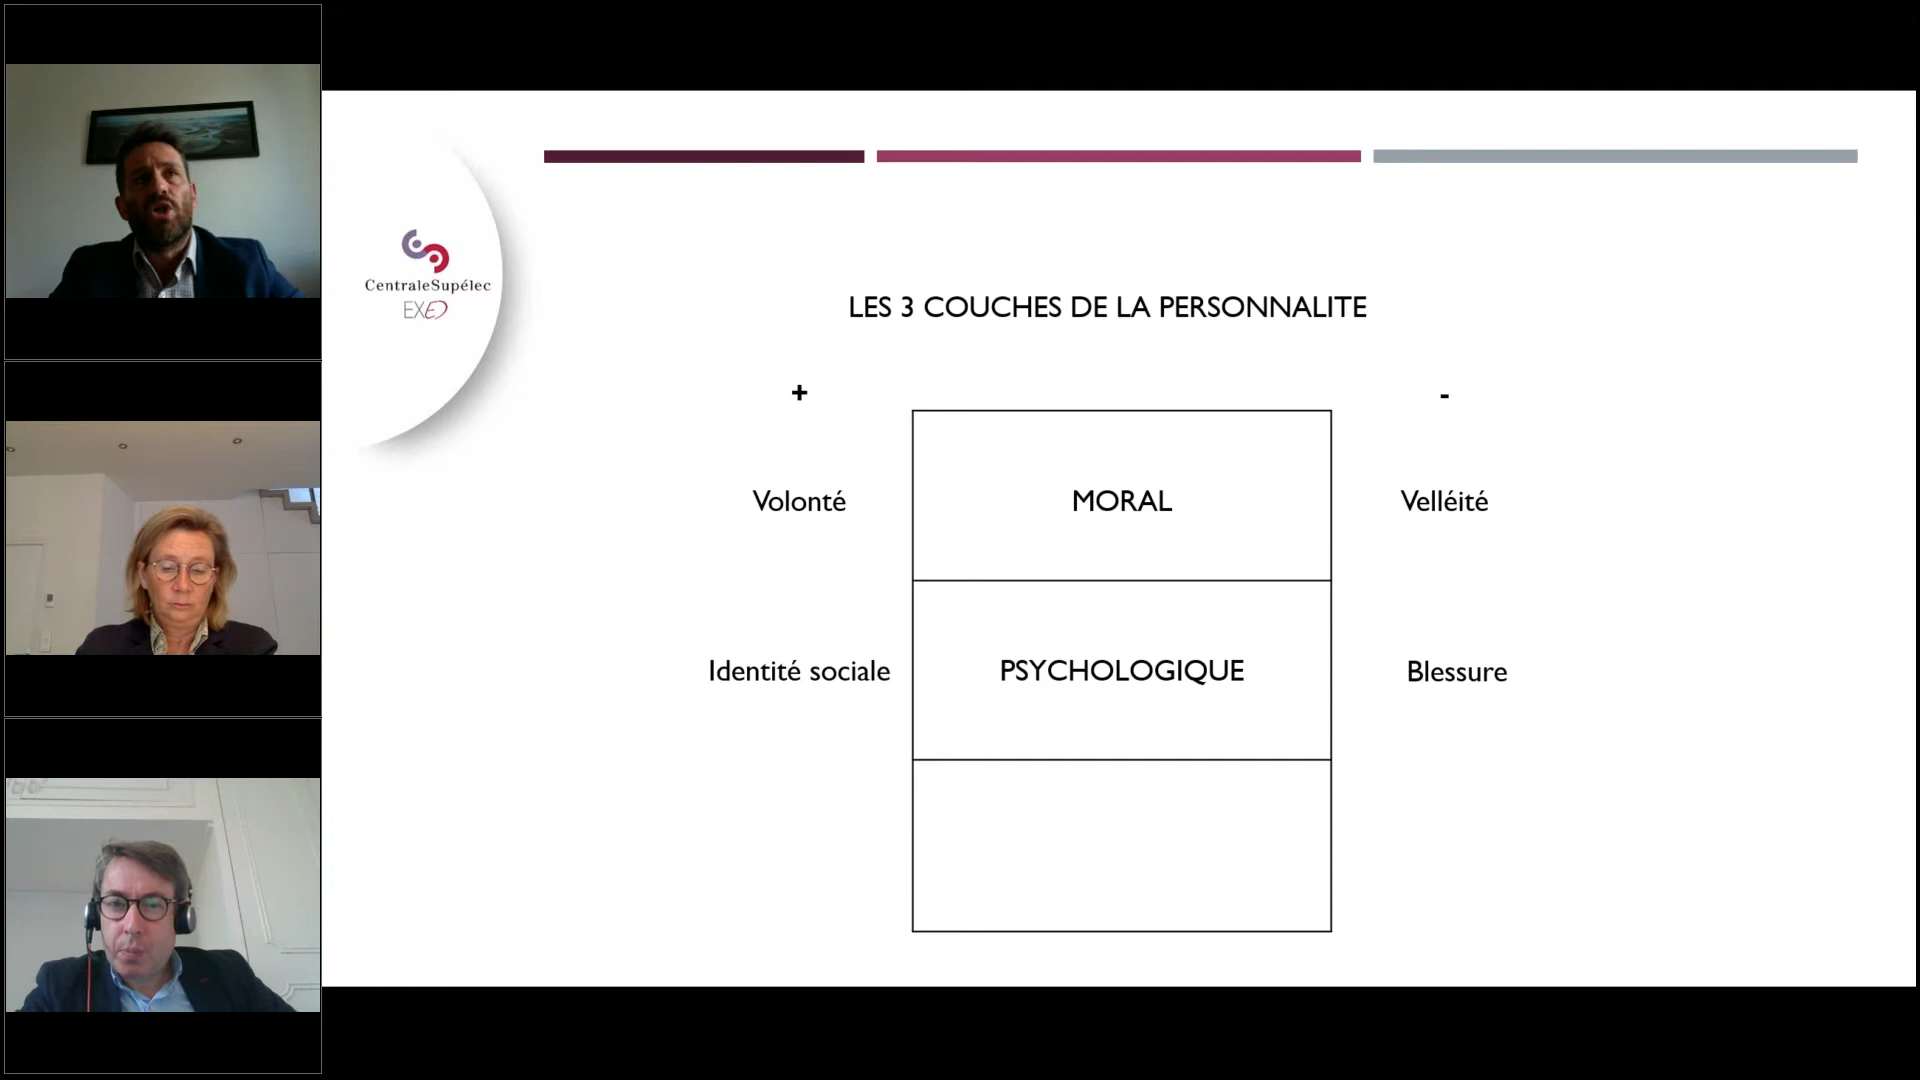 CentraleSupélec
EXED
LES 3 COUCHES DE LA PERSONNALITE
+
-
Volonté
MORAL
Velléité
Identité sociale
PSYCHOLOGIQUE
Blessure